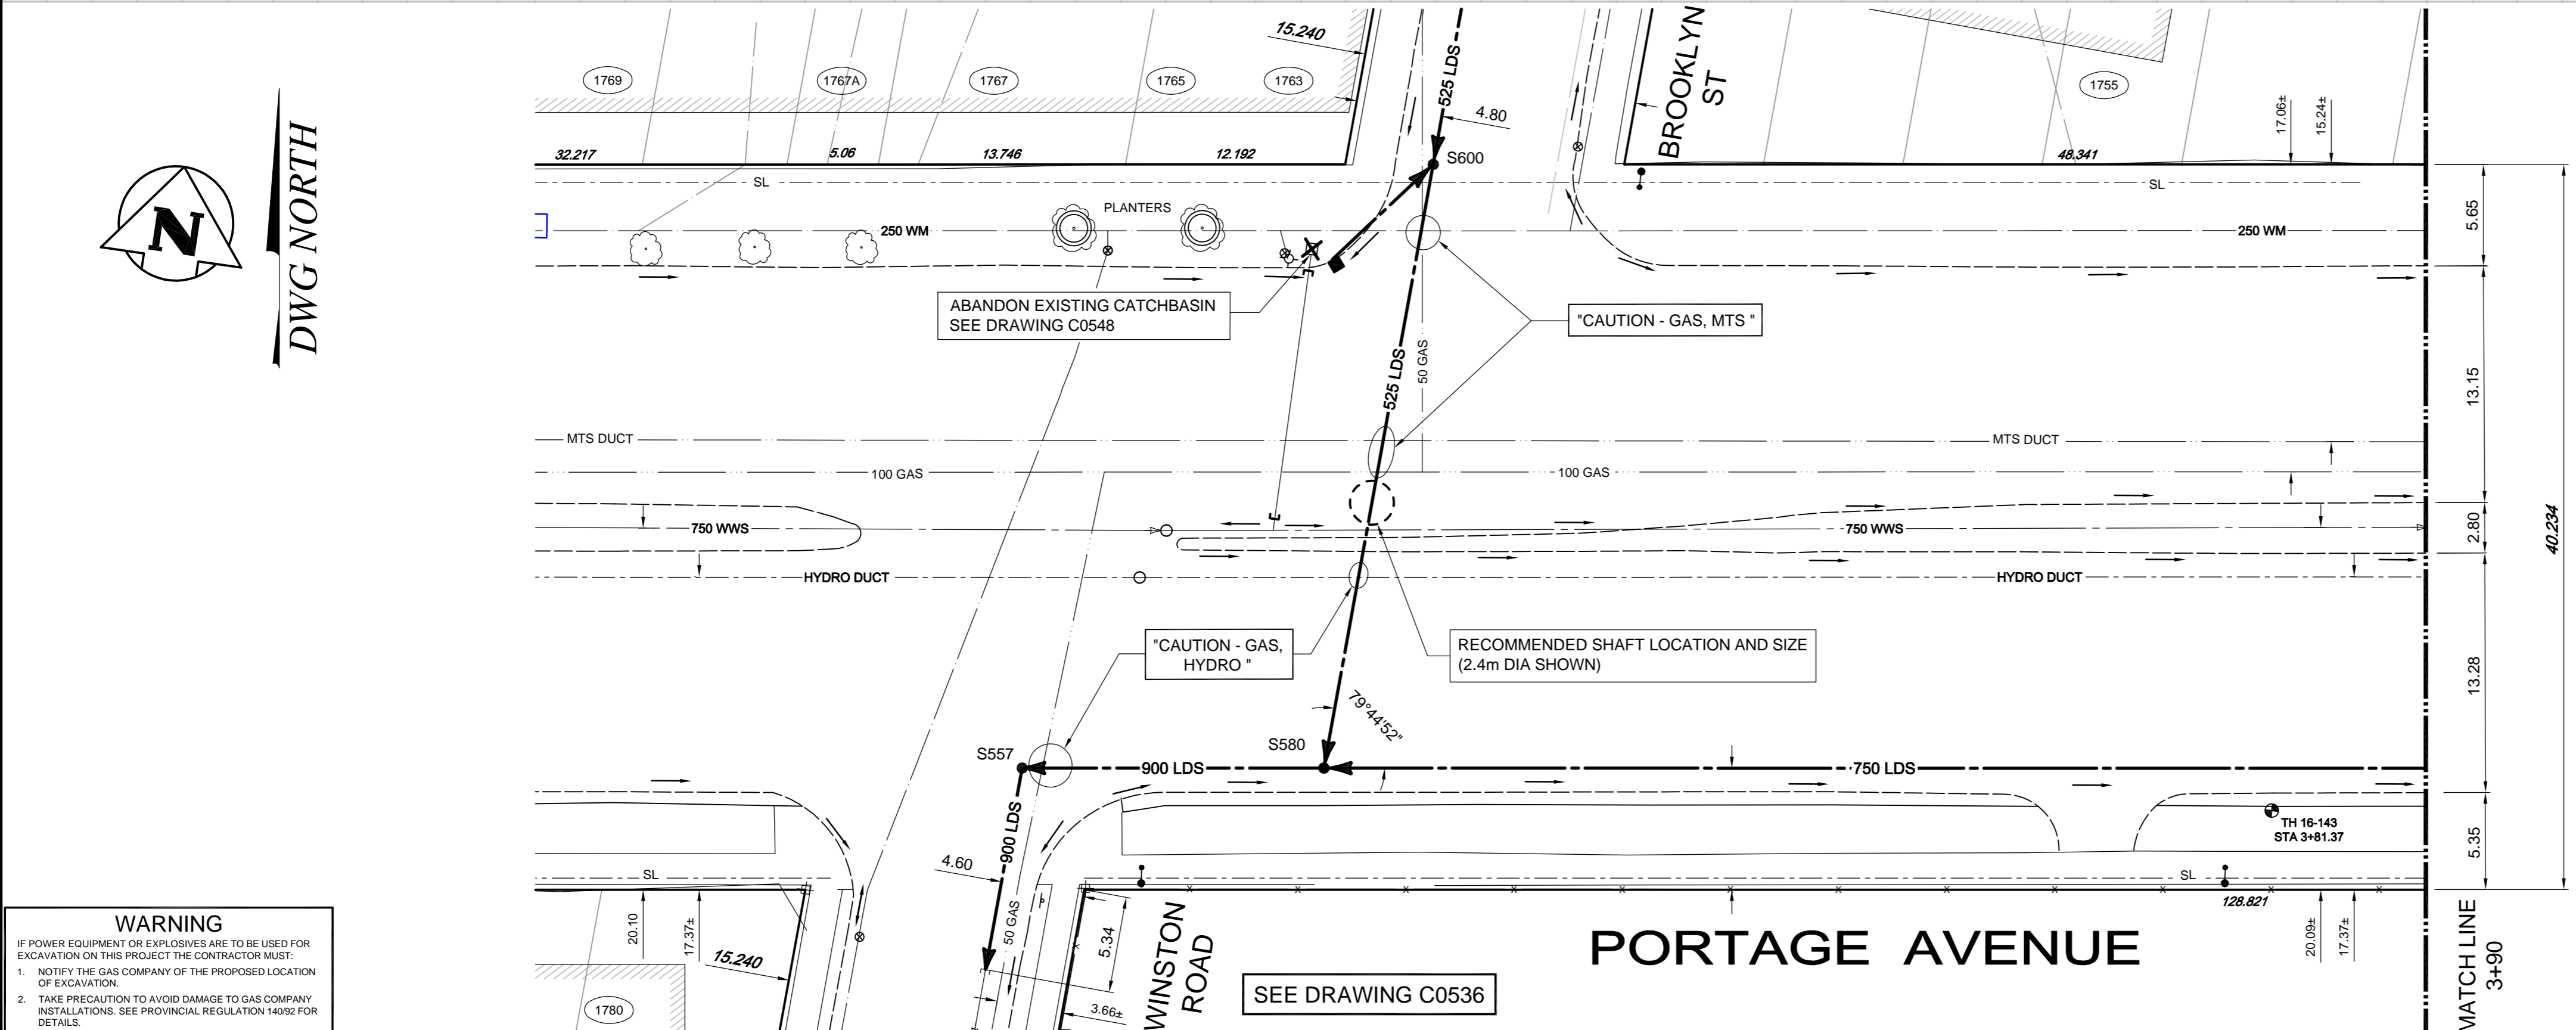 15.240
1769
1767A
1767
1765
1763
525 LDS
4.80
BROOKLYN
ST
1755
17.06±
15.24±
32.217
5.06
13.746
12.192
S600
48.341
SL
SL
DWG NORTH
N
PLANTERS
250 WM
250 WM
5.65
ABANDON EXISTING CATCHBASIN
SEE DRAWING C0548
"CAUTION - GAS, MTS "
525 LDS
50 GAS
13.15
MTS DUCT
MTS DUCT
100 GAS
100 GAS
750 WWS
750 WWS
2.80
40.234
HYDRO DUCT
HYDRO DUCT
"CAUTION - GAS,
HYDRO "
RECOMMENDED SHAFT LOCATION AND SIZE
(2.4m DIA SHOWN)
13.28
79°44'52"
S557
S580
900 LDS
750 LDS
TH 16-143
STA 3+81.37
5.35
900 LDS
4.60
SL
SL
128.821
50 GAS
20.10
17.37±
15.240
5.34
3.66±
1780
WINSTON
ROAD
PORTAGE AVENUE
20.09±
17.37±
MATCH LINE
3+90
SEE DRAWING C0536
WARNING
IF POWER EQUIPMENT OR EXPLOSIVES ARE TO BE USED FOR
EXCAVATION ON THIS PROJECT THE CONTRACTOR MUST:
1. NOTIFY THE GAS COMPANY OF THE PROPOSED LOCATION
OF EXCAVATION.
2. TAKE PRECAUTION TO AVOID DAMAGE TO GAS COMPANY
INSTALLATIONS. SEE PROVINCIAL REGULATION 140/92 FOR
DETAILS.